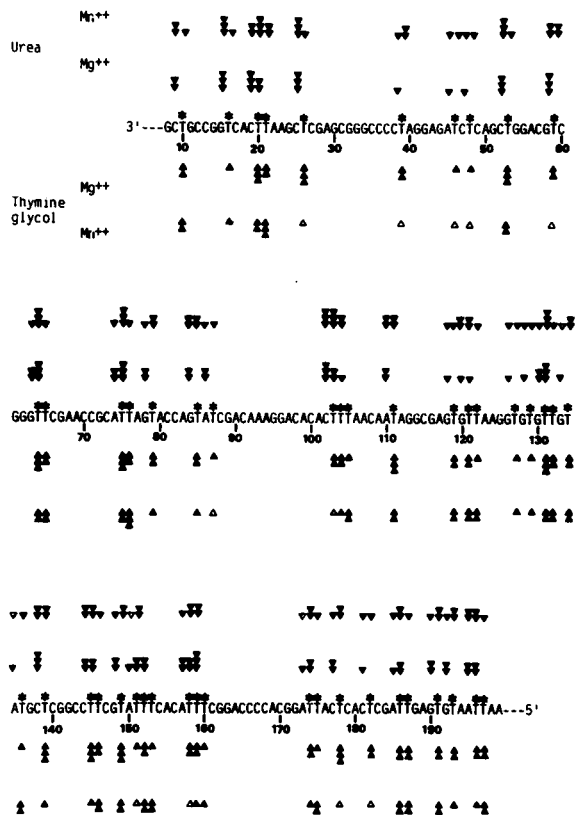 Mn++
Urea
Mg++
3'---GCTGCCGGTCACTTAAGCTCGAGCGGGCCCCTAGGAGATCTCAGCTGGACGTC
10 20 30 40 50 60
Mg++
Thymine
glycol
Mn++
GGGTTCGAACCGCATTAGTACCAGTATCGACAAAGGACACACTTTAACAATAGGCGAGTGTTAAGGTGTGTTGT
70 80 90 100 110 120 130
ATGCTCGGCCTTCGTATTTCACATTTCGGACCCCACGGATTACTCACTCGATTGAGTGTAATTAA---5'
140 150 160 170 180 190